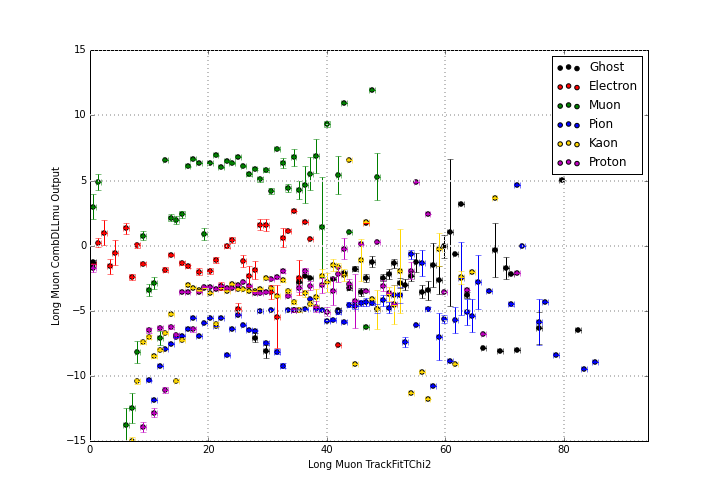 15
10
5
0
−5
−10
−15
Long Muon CombDLLmu Output
Ghost
Electron
Muon
Pion
Kaon
Proton
0 20 40 60 80
Long Muon TrackFitTChi2